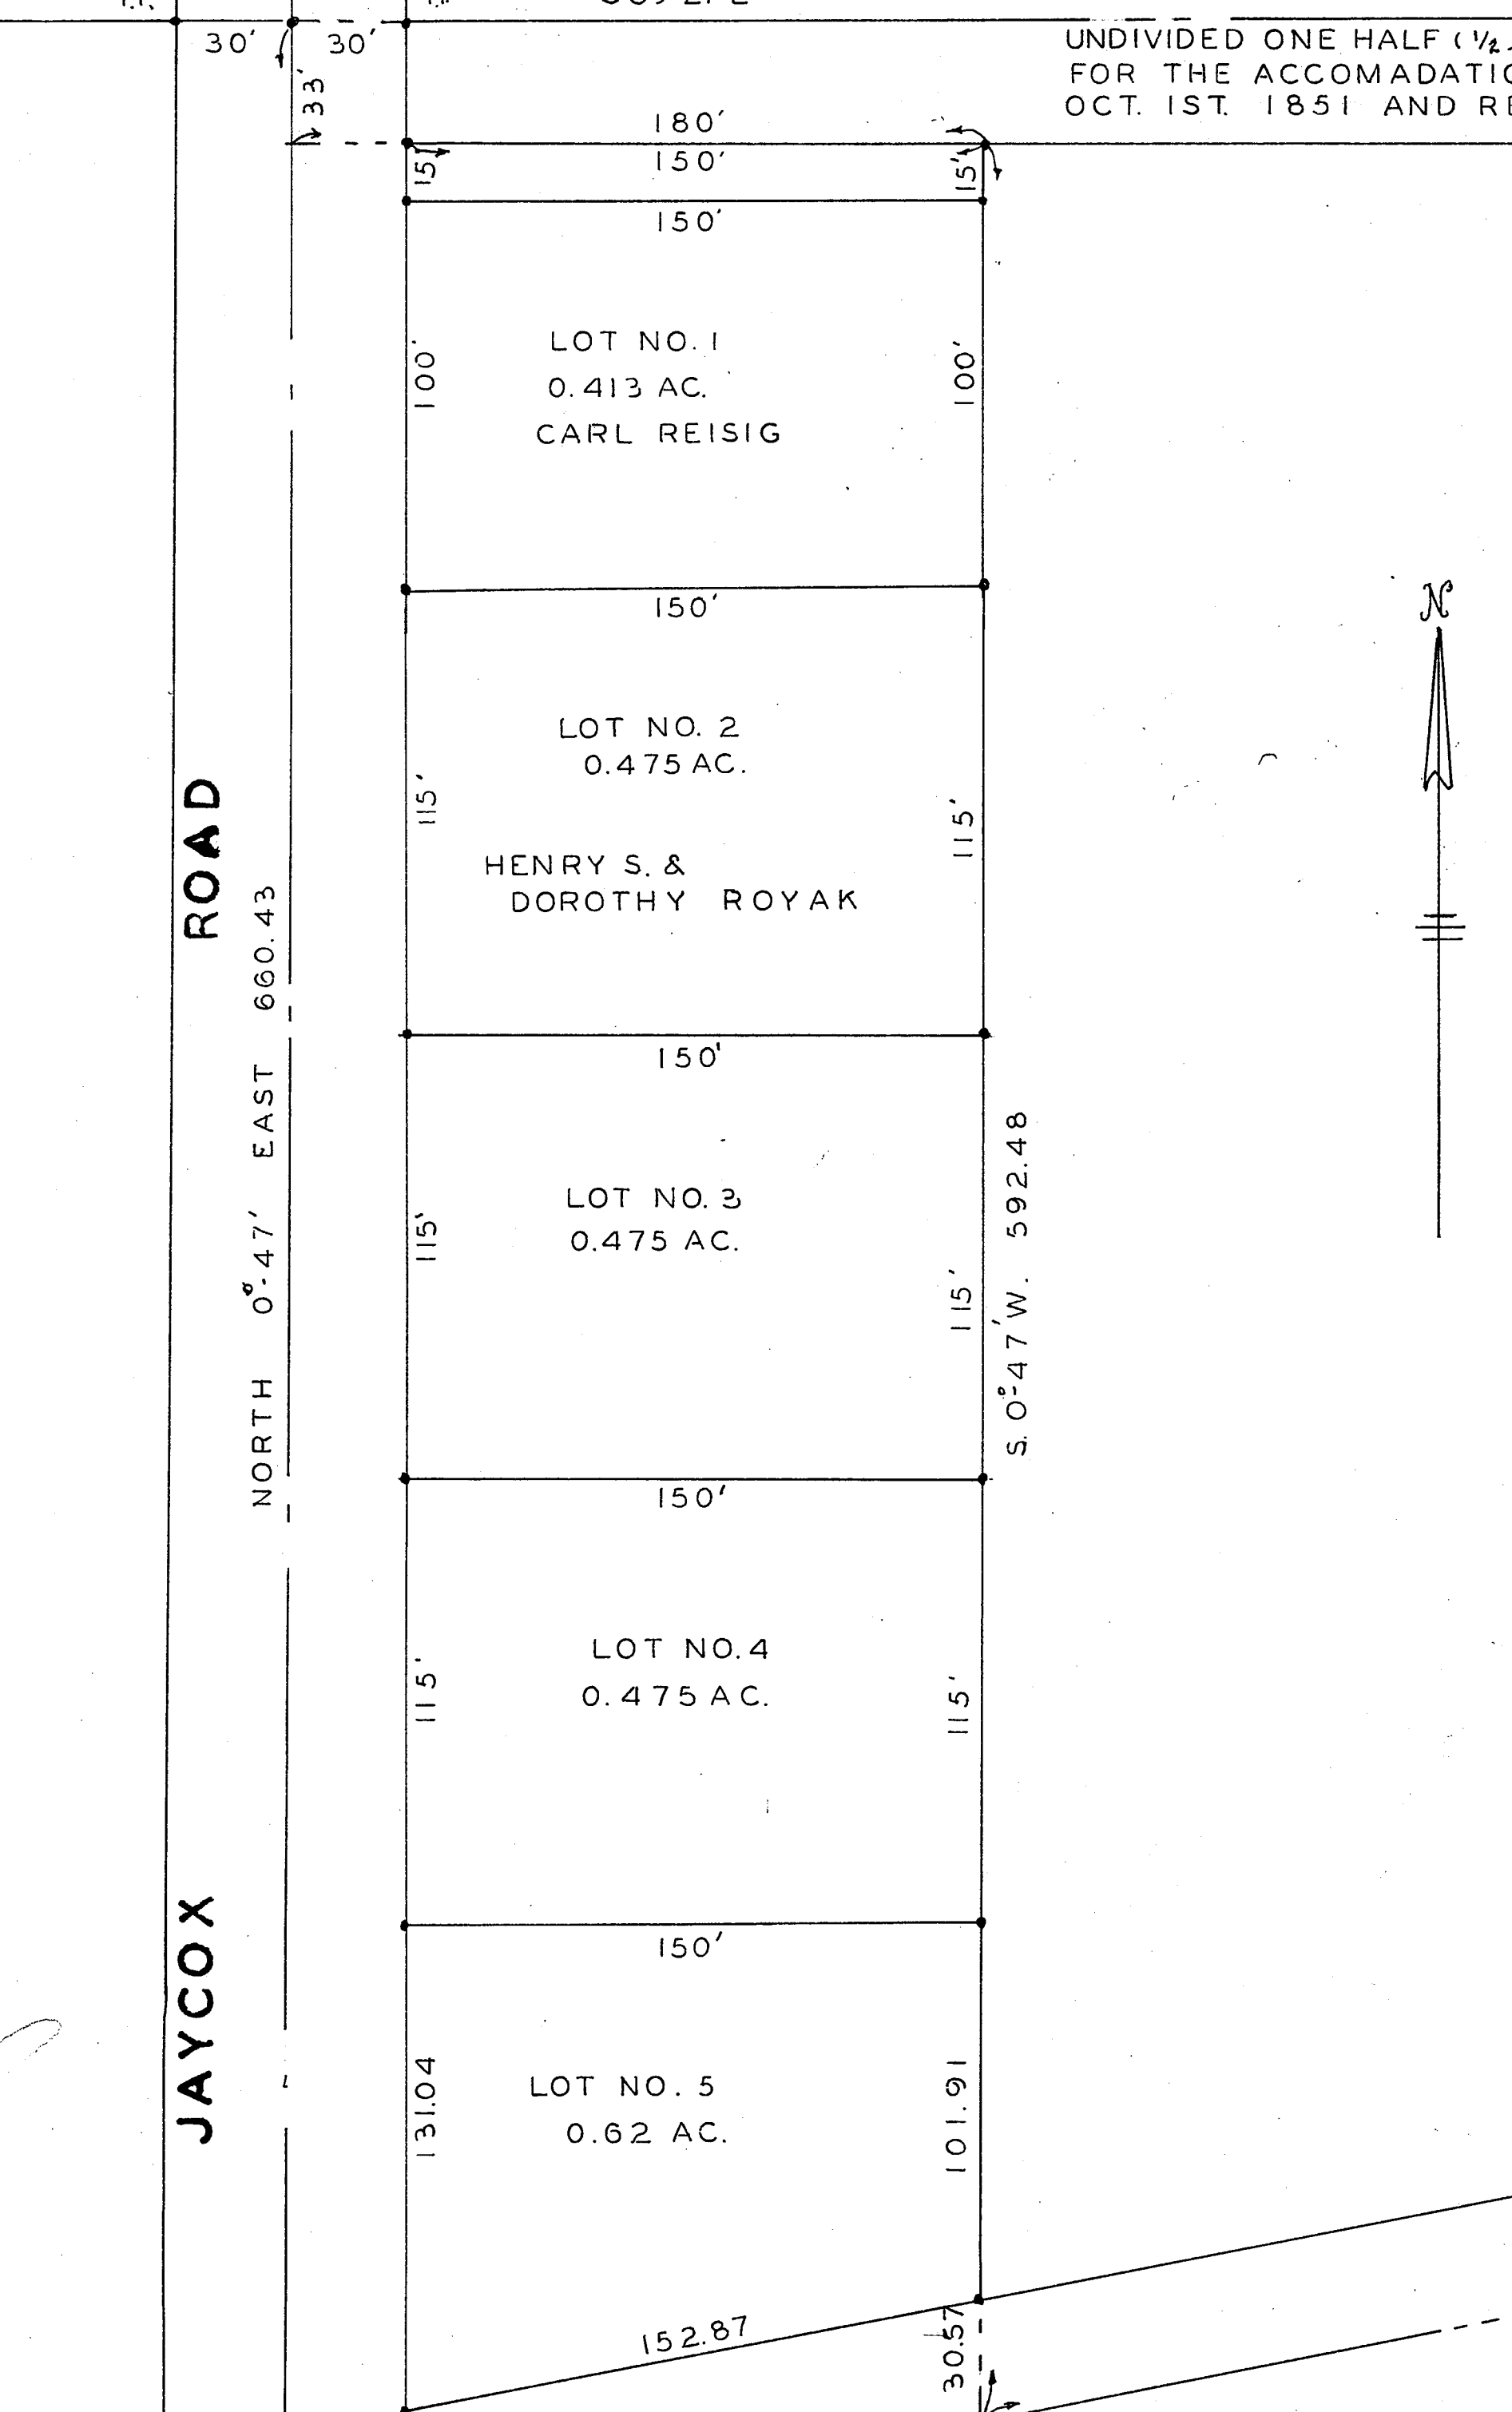 30'
30'
33'
UNDIVIDED ONE HALF (½
FOR THE ACCOMADATIO
OCT. 1ST. 1851 AND RE
180'
150'
15'
15'
150'
LOT NO. 1
0.413 AC.
CARL REISIG
100'
100'
150'
LOT NO. 2
0.475 AC.
HENRY S. &
DOROTHY ROYAK
115'
115'
N
150'
LOT NO. 3
0.475 AC.
115'
115'
ROAD
NORTH 0°-47' EAST 660.43
S. 0°-47' W. 592.48
150'
LOT NO. 4
0.475 AC.
115'
115'
150'
JAYCOX
LOT NO. 5
0.62 AC.
131.04
101.91
152.87
30.57